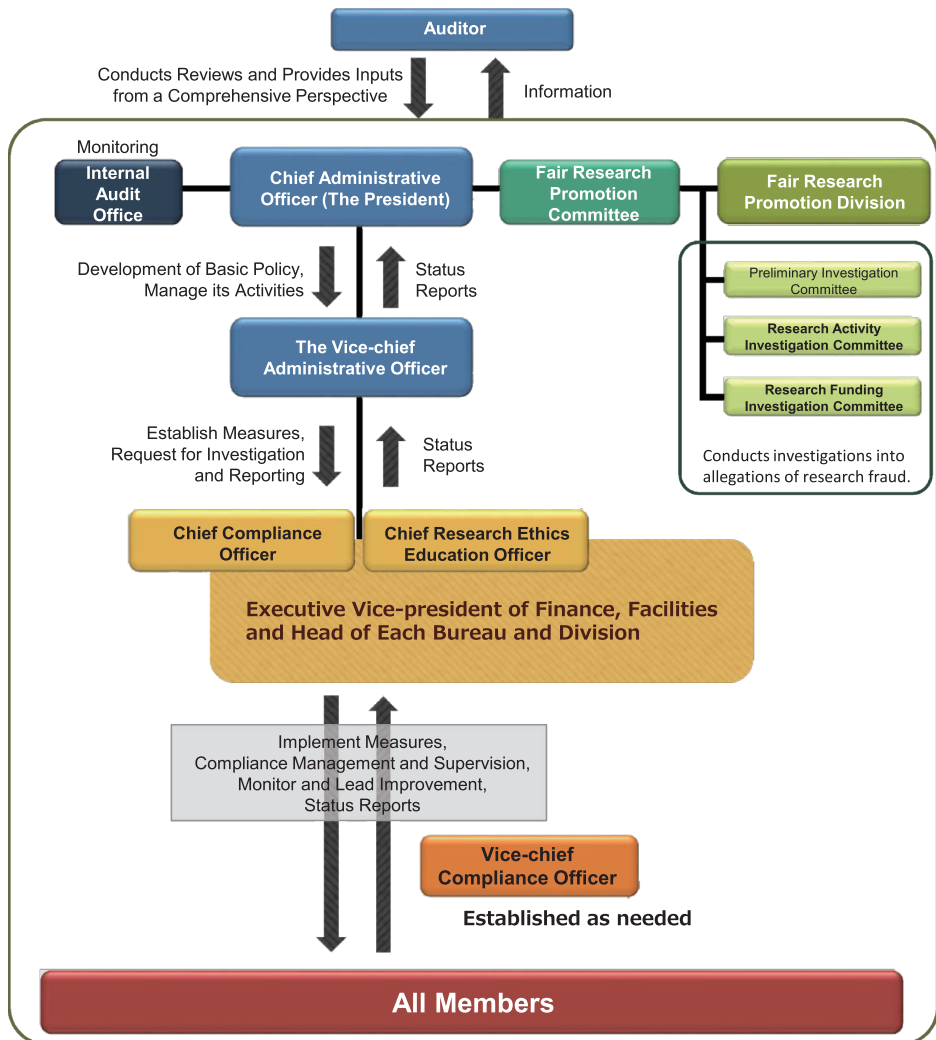 Auditor
Conducts Reviews and Provides Inputs
from a Comprehensive Perspective
Information
Monitoring
Internal
Audit
Office
Chief Administrative
Officer (The President)
Fair Research
Promotion
Committee
Fair Research
Promotion Division
Development of Basic Policy,
Manage its Activities
Status
Reports
Preliminary Investigation
Committee
Research Activity
Investigation Committee
Research Funding
Investigation Committee
Conducts investigations into
allegations of research fraud.
The Vice-chief
Administrative Officer
Establish Measures,
Request for Investigation
and Reporting
Status
Reports
Chief Compliance
Officer
Chief Research Ethics
Education Officer
Executive Vice-president of Finance, Facilities
and Head of Each Bureau and Division
Implement Measures,
Compliance Management and Supervision,
Monitor and Lead Improvement,
Status Reports
Vice-chief
Compliance Officer
Established as needed
All Members